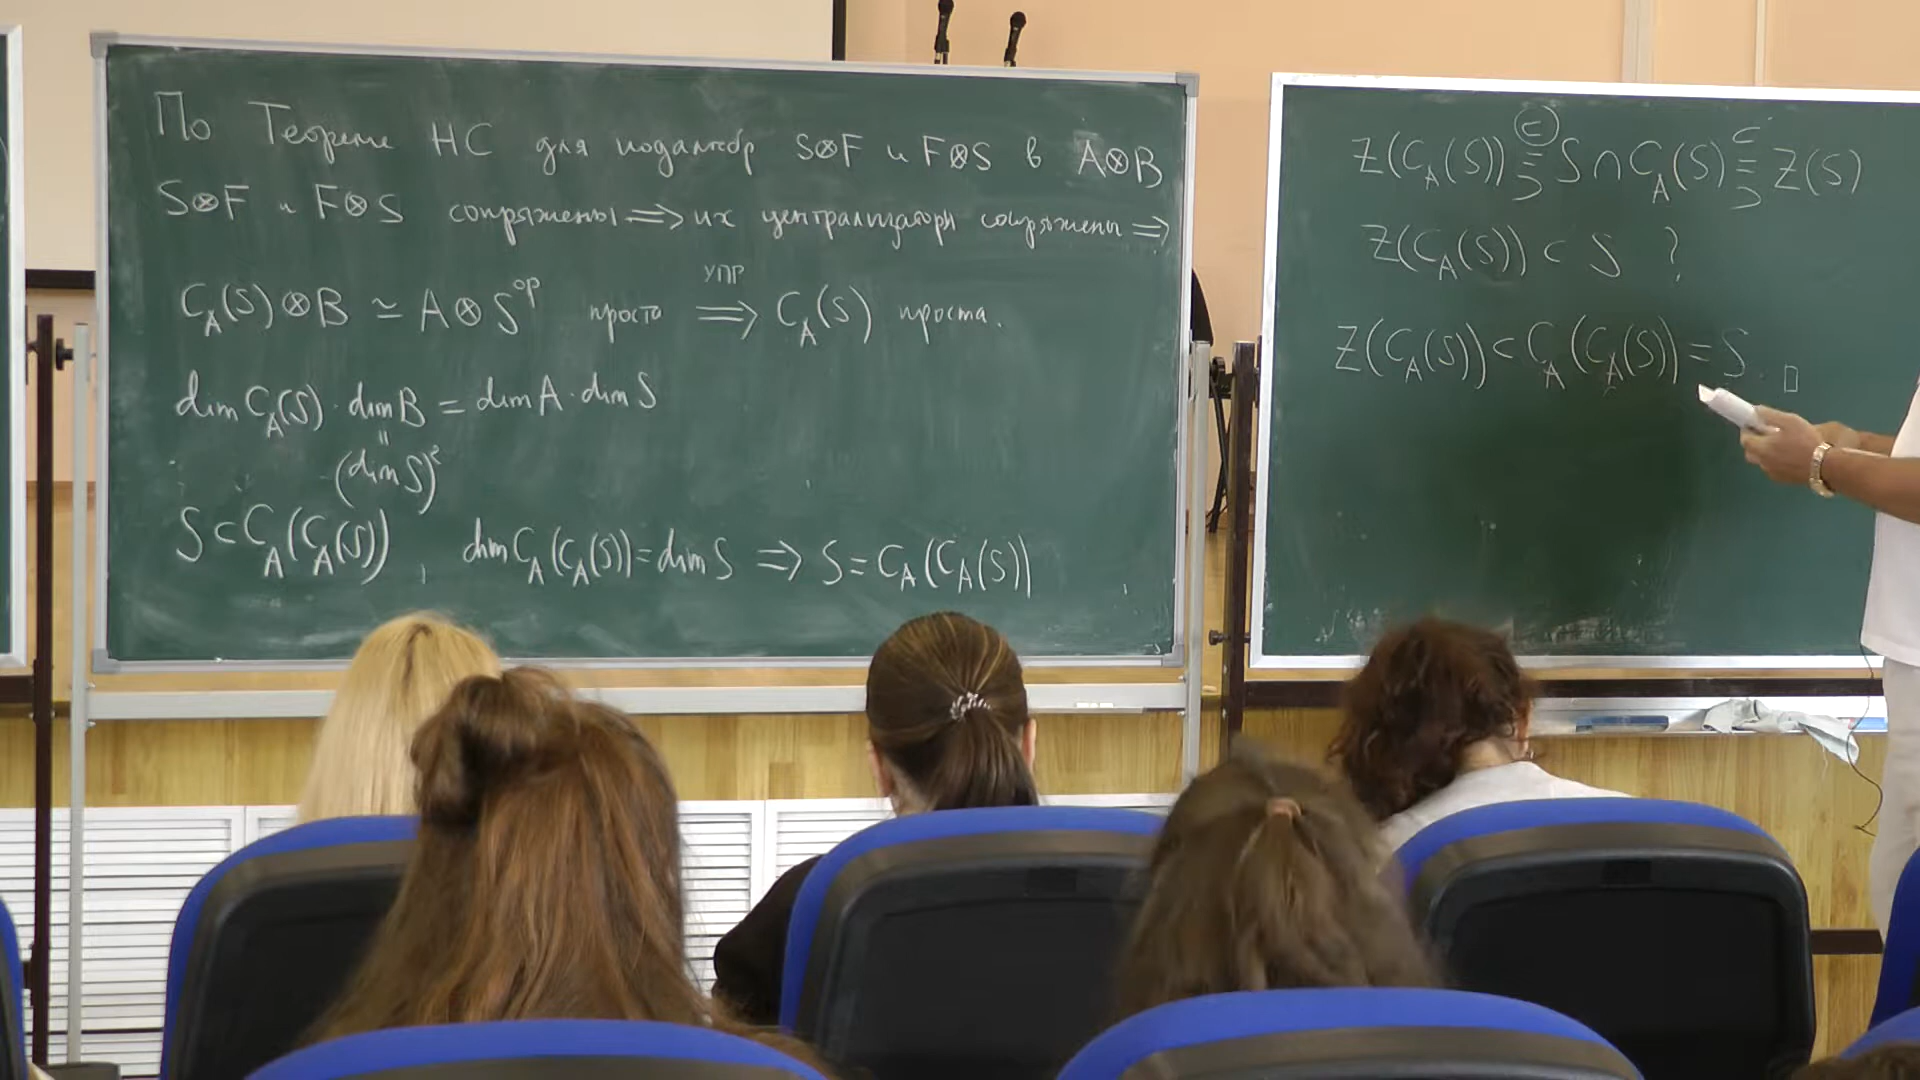 По Теореме НС для подалгебр S⊗F и F⊗S в A⊗B
S⊗F и F⊗S сопряжены ⟹ их централизаторы сопряжены ⟹
C_A(S)⊗B ≃ A⊗S^op проста ⟹ C_A(S) проста.
УПР
dim C_A(S) · dim B = dim A · dim S
=
(dim S)²
S ⊂ C_A(C_A(S)), dim C_A(C_A(S)) = dim S ⟹ S = C_A(C_A(S))
⊂ ⊂
Z(C_A(S)) = S ∩ C_A(S) = Z(S)
⊃ ⊃
Z(C_A(S)) ⊂ S ?
Z(C_A(S)) ⊂ C_A(C_A(S)) = S. □